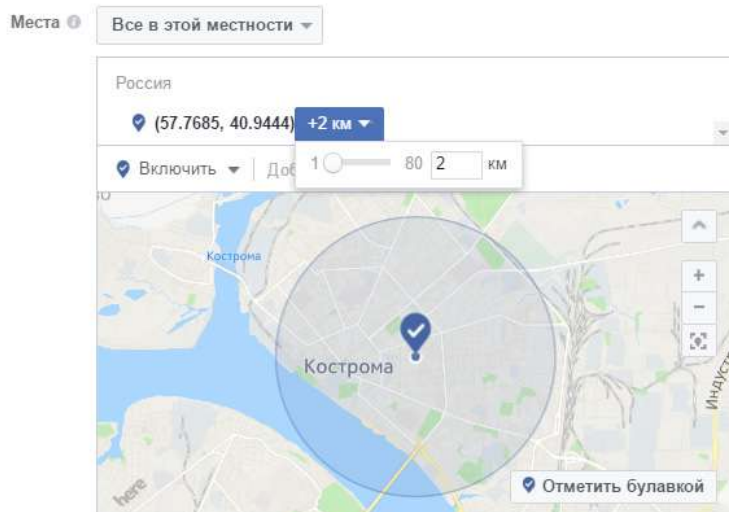 Места
Все в этой местности
Россия
(57.7685, 40.9444) +2 км
1 80 2 км
Включить
Кострома
+
−
Кострома
here
Отметить булавкой